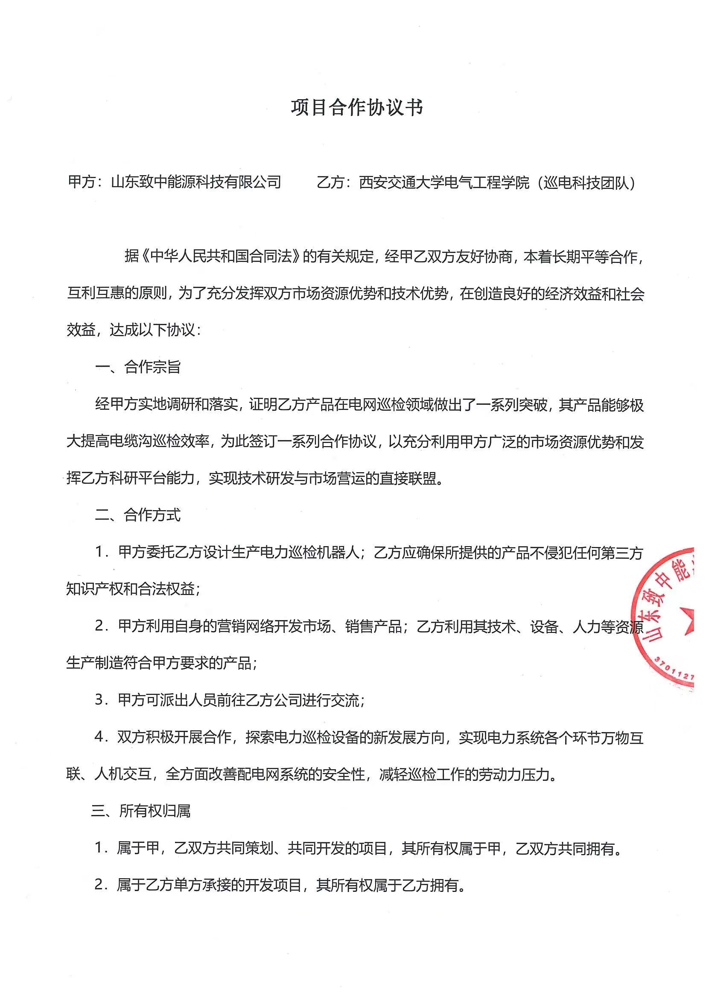 项目合作协议书
甲方：山东致中能源科技有限公司 乙方：西安交通大学电气工程学院（巡电科技团队）
据《中华人民共和国合同法》的有关规定，经甲乙双方友好协商，本着长期平等合作，
互利互惠的原则，为了充分发挥双方市场资源优势和技术优势，在创造良好的经济效益和社会
效益，达成以下协议：
一、合作宗旨
经甲方实地调研和落实，证明乙方产品在电网巡检领域做出了一系列突破，其产品能够极
大提高电缆沟巡检效率，为此签订一系列合作协议，以充分利用甲方广泛的市场资源优势和发
挥乙方科研平台能力，实现技术研发与市场营运的直接联盟。
二、合作方式
1．甲方委托乙方设计生产电力巡检机器人；乙方应确保所提供的产品不侵犯任何第三方
知识产权和合法权益；
2．甲方利用自身的营销网络开发市场、销售产品；乙方利用其技术、设备、人力等资源
生产制造符合甲方要求的产品；
3．甲方可派出人员前往乙方公司进行交流；
4．双方积极开展合作，探索电力巡检设备的新发展方向，实现电力系统各个环节万物互
联、人机交互，全方面改善配电网系统的安全性，减轻巡检工作的劳动力压力。
三、所有权归属
1．属于甲，乙双方共同策划、共同开发的项目，其所有权属于甲，乙双方共同拥有。
2．属于乙方单方承接的开发项目，其所有权属于乙方拥有。
山东致中能
3701127